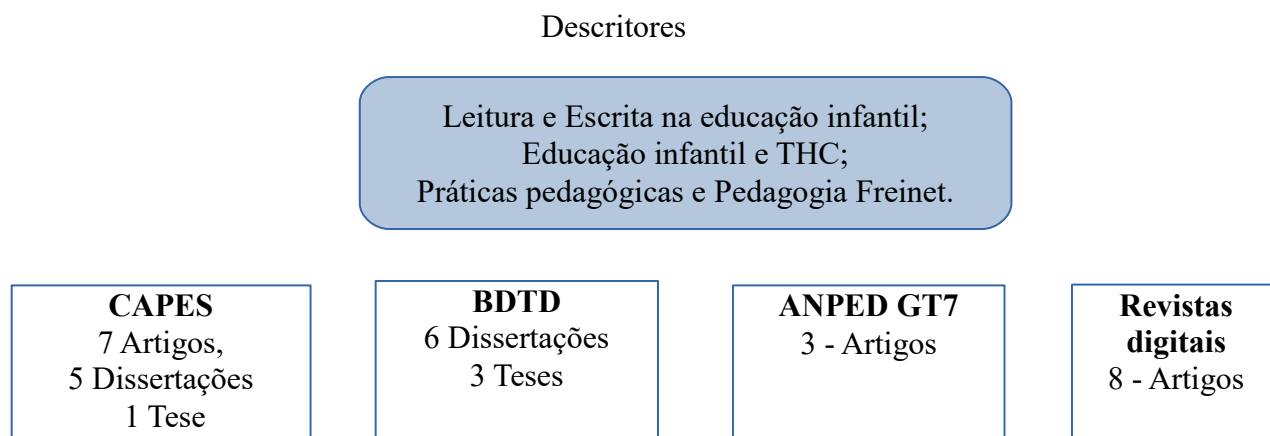 Descritores
Leitura e Escrita na educação infantil;
Educação infantil e THC;
Práticas pedagógicas e Pedagogia Freinet.
CAPES
7 Artigos,
5 Dissertações
1 Tese
BDTD
6 Dissertações
3 Teses
ANPED GT7
3 - Artigos
Revistas
digitais
8 - Artigos